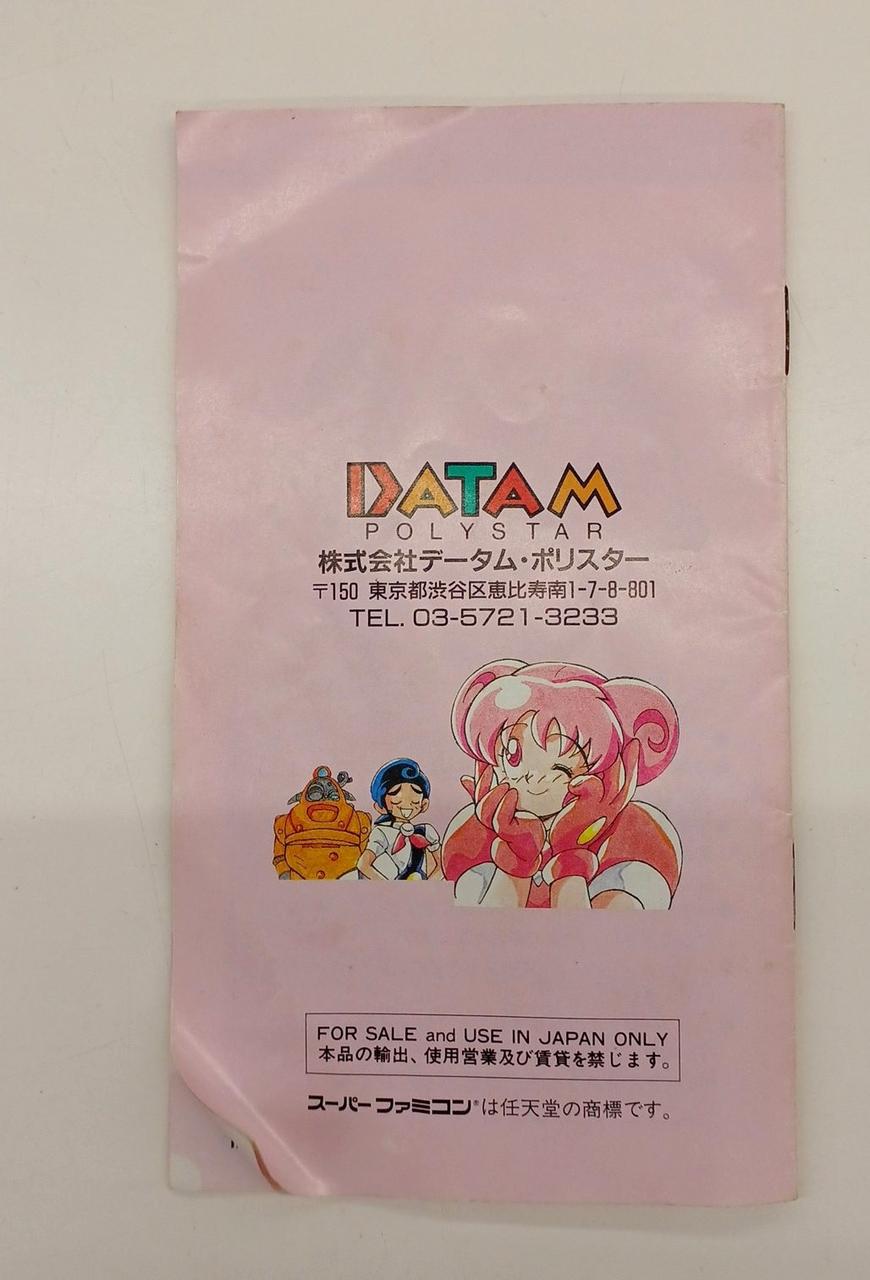 DATAM
POLYSTAR
株式会社データム・ポリスター
〒150 東京都渋谷区恵比寿南1-7-8-801
TEL. 03-5721-3233
FOR SALE and USE IN JAPAN ONLY
本品の輸出、使用営業及び賃貸を禁じます。
スーパーファミコン®は任天堂の商標です。